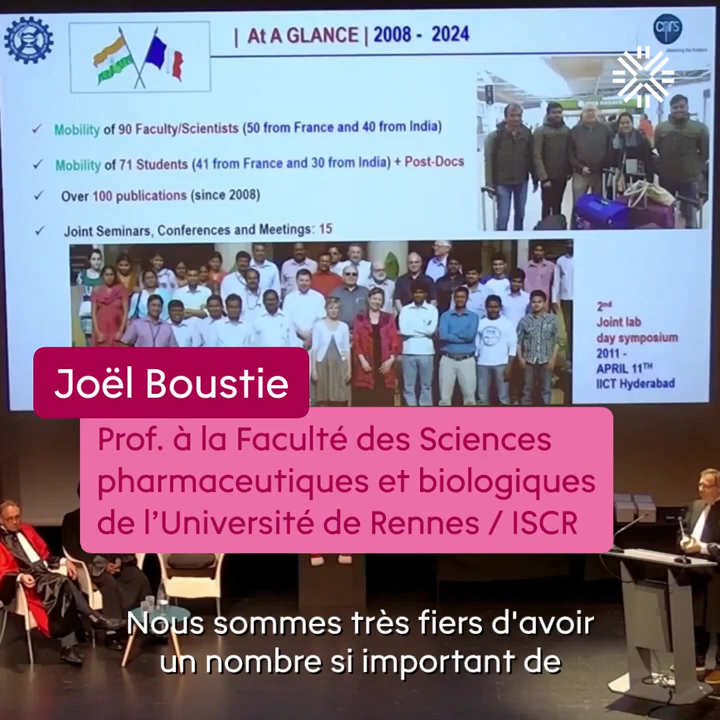 | At A GLANCE | 2008 - 2024
cnrs
✓ Mobility of 90 Faculty/Scientists (50 from France and 40 from India)
✓ Mobility of 71 Students (41 from France and 30 from India) + Post-Docs
✓ Over 100 publications (since 2008)
✓ Joint Seminars, Conferences and Meetings: 15
2nd
Joint lab
day symposium
2011 -
APRIL 11TH
IICT Hyderabad
Joël Boustie
Prof. à la Faculté des Sciences
pharmaceutiques et biologiques
de l'Université de Rennes / ISCR
Nous sommes très fiers d'avoir
un nombre si important de